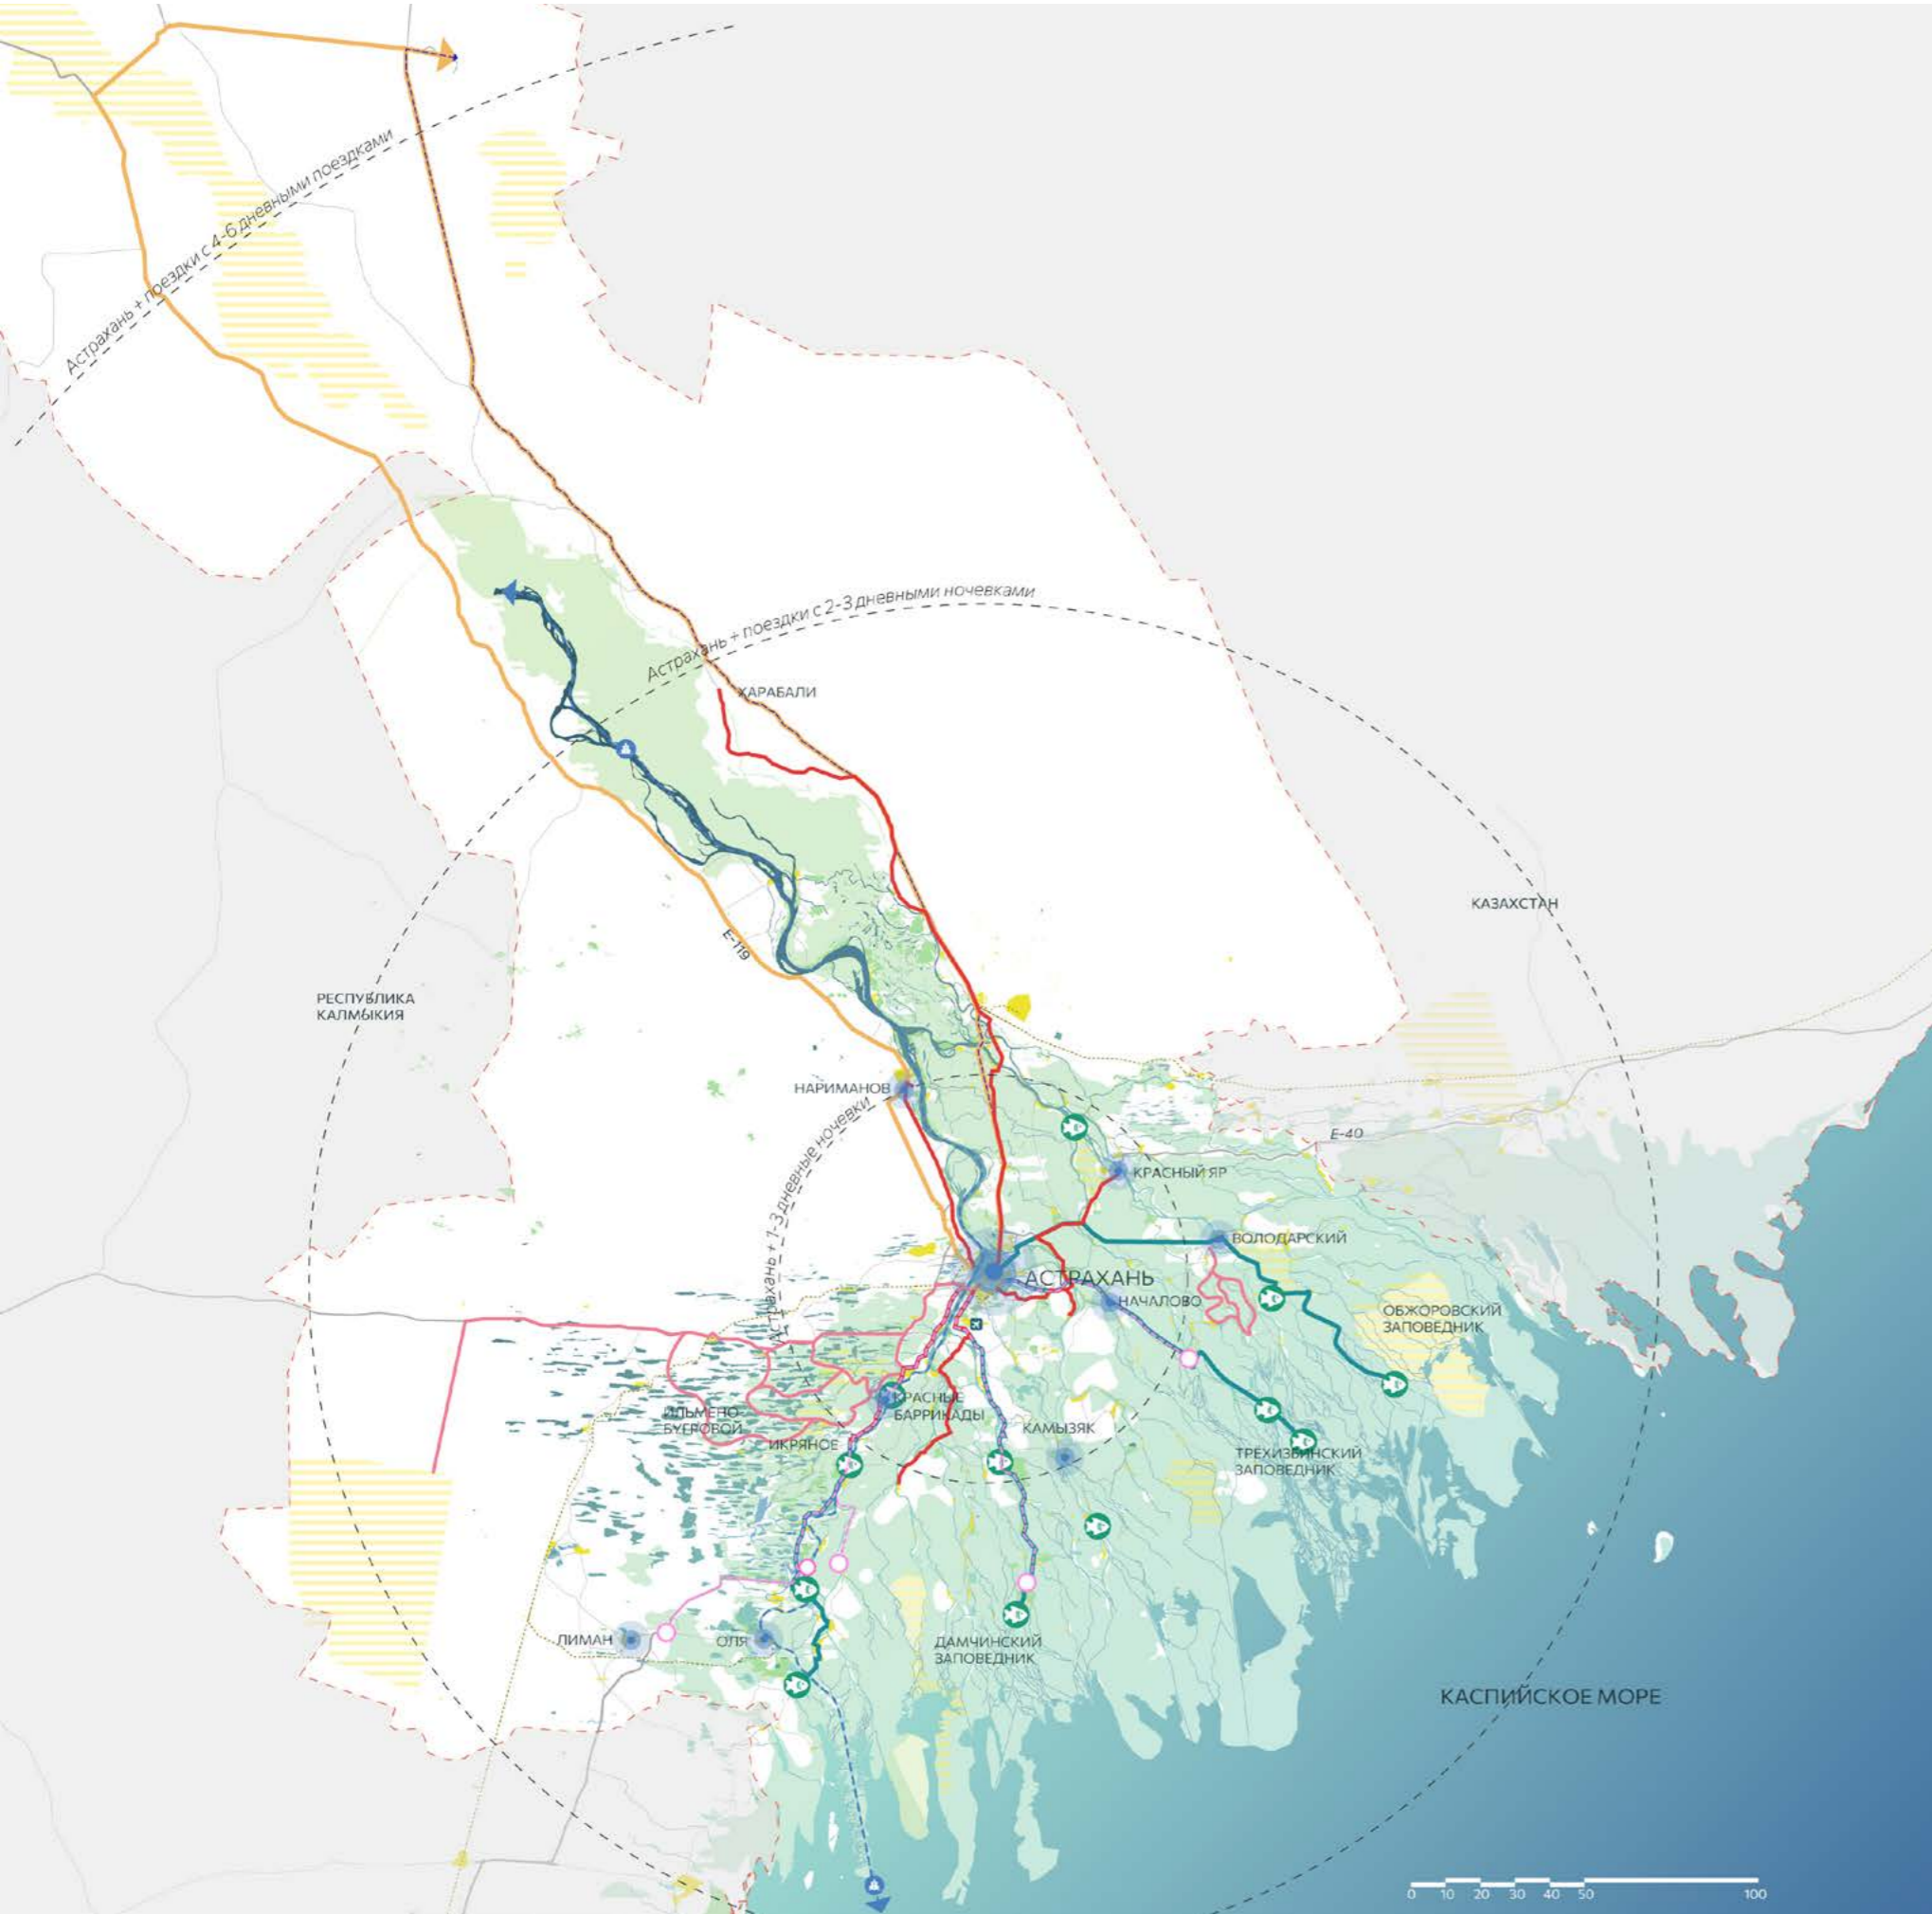 Астрахань + поездки с 4-6 дневными поездками
Астрахань + поездки с 2-3 дневными ночевками
ХАРАБАЛИ
КАЗАХСТАН
E-119
РЕСПУБЛИКА
КАЛМЫКИЯ
НАРИМАНОВ
Астрахань + 1-3 дневные ночевки
E-40
КРАСНЫЙ ЯР
ВОЛОДАРСКИЙ
АСТРАХАНЬ
НАЧАЛОВО
ОБЖОРОВСКИЙ
ЗАПОВЕДНИК
КРАСНЫЕ
БАРРИКАДЫ
ИЛЬМЕНО-
БУГРОВОЙ
ИКРЯНОЕ
КАМЫЗЯК
ТРЕХИЗБИНСКИЙ
ЗАПОВЕДНИК
ЛИМАН
ОЛЯ
ДАМЧИНСКИЙ
ЗАПОВЕДНИК
КАСПИЙСКОЕ МОРЕ
0 10 20 30 40 50 100